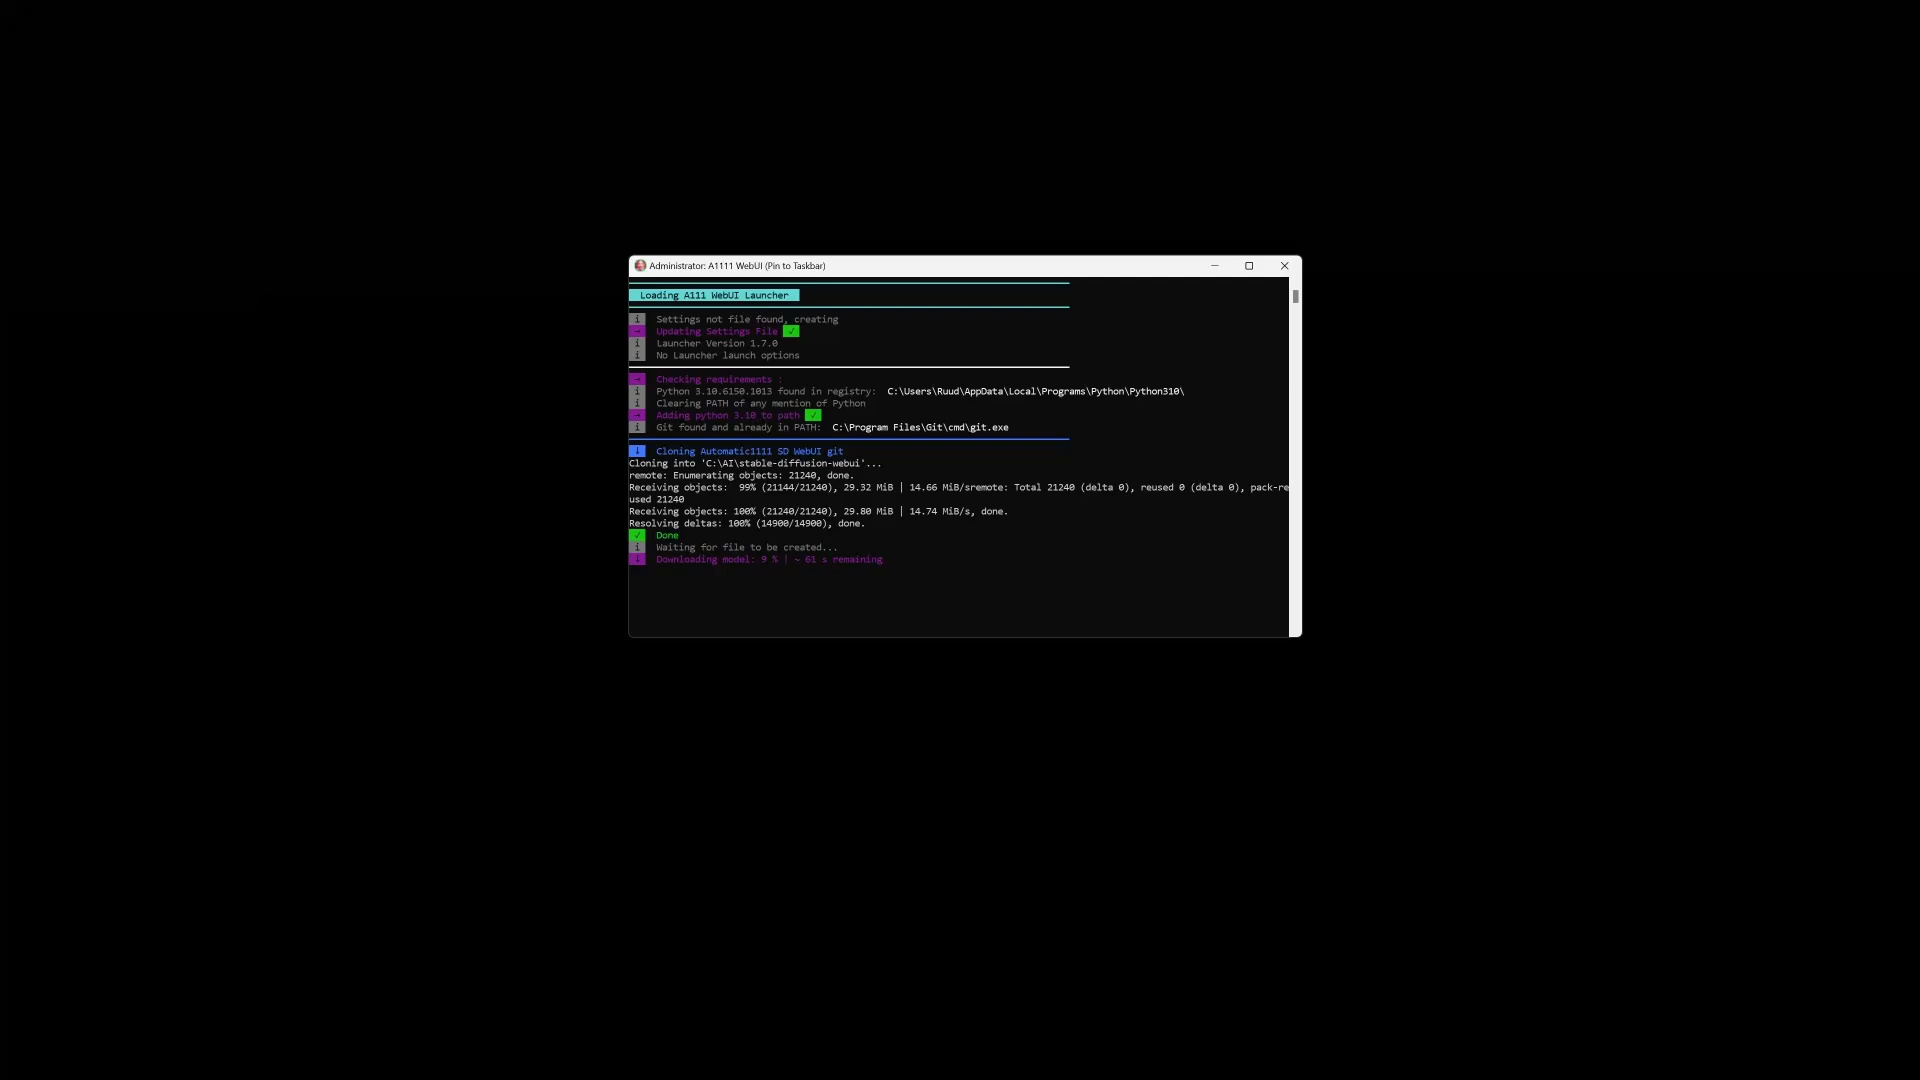 Administrator: A1111 WebUI (Pin to Taskbar)
Loading A111 WebUI Launcher
i Settings not file found, creating
→ Updating Settings File ✓
i Launcher Version 1.7.0
i No Launcher launch options
→ Checking requirements :
i Python 3.10.6150.1013 found in registry: C:\Users\Ruud\AppData\Local\Programs\Python\Python310\
i Clearing PATH of any mention of Python
→ Adding python 3.10 to path ✓
i Git found and already in PATH: C:\Program Files\Git\cmd\git.exe
↓ Cloning Automatic1111 SD WebUI git
Cloning into 'C:\AI\stable-diffusion-webui'...
remote: Enumerating objects: 21240, done.
Receiving objects: 99% (21144/21240), 29.32 MiB | 14.66 MiB/sremote: Total 21240 (delta 0), reused 0 (delta 0), pack-re
used 21240
Receiving objects: 100% (21240/21240), 29.80 MiB | 14.74 MiB/s, done.
Resolving deltas: 100% (14900/14900), done.
✓ Done
i Waiting for file to be created...
↓ Downloading model: 9 % | ~ 61 s remaining